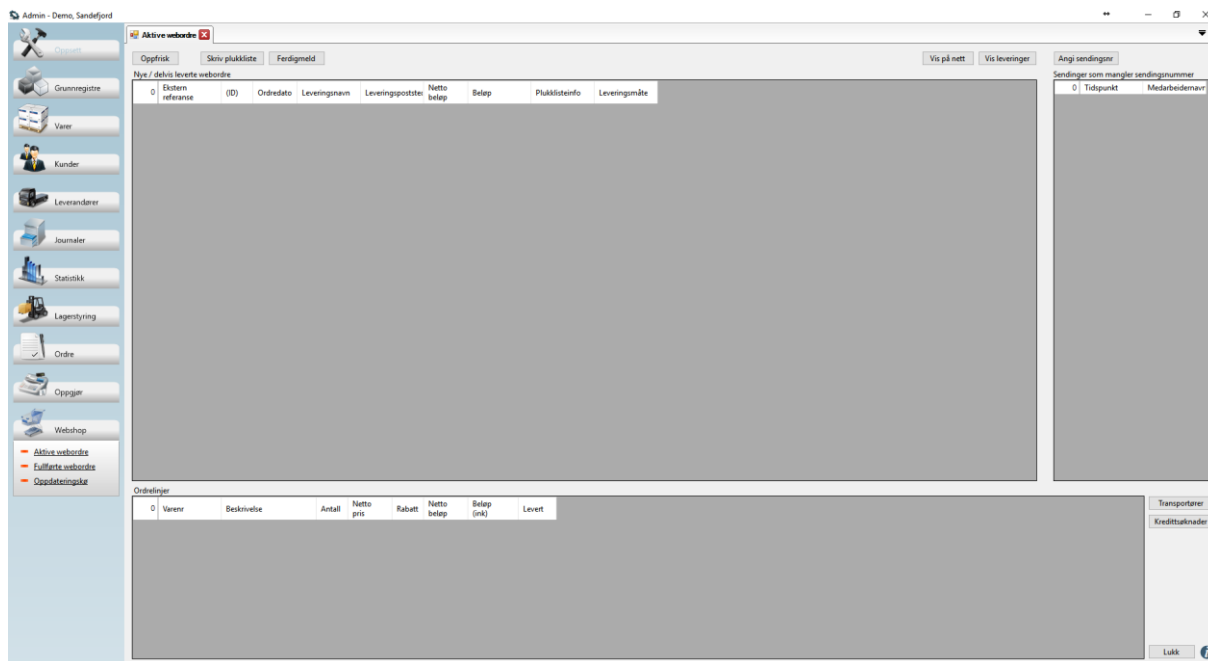 Admin - Demo, Sandefjord
Oppsett
Grunnregistre
Varer
Kunder
Leverandører
Journaler
Statistikk
Lagerstyring
Ordre
Oppgjør
Webshop
Aktive webordre
Fullførte webordre
Oppdateringskø
Aktive webordre
Oppfrisk Skriv plukkliste Ferdigmeld Vis på nett Vis leveringer Angi sendingsnr
Nye / delvis leverte webordre
0 Ekstern referanse (ID) Ordredato Leveringsnavn Leveringspoststed Netto beløp Beløp Plukklisteinfo Leveringsmåte
Sendinger som mangler sendingsnummer
0 Tidspunkt Medarbeidernavr
Ordrelinjer
0 Varenr Beskrivelse Antall Netto pris Rabatt Netto beløp Beløp (ink) Levert
Transportører
Kredittsøknader
Lukk